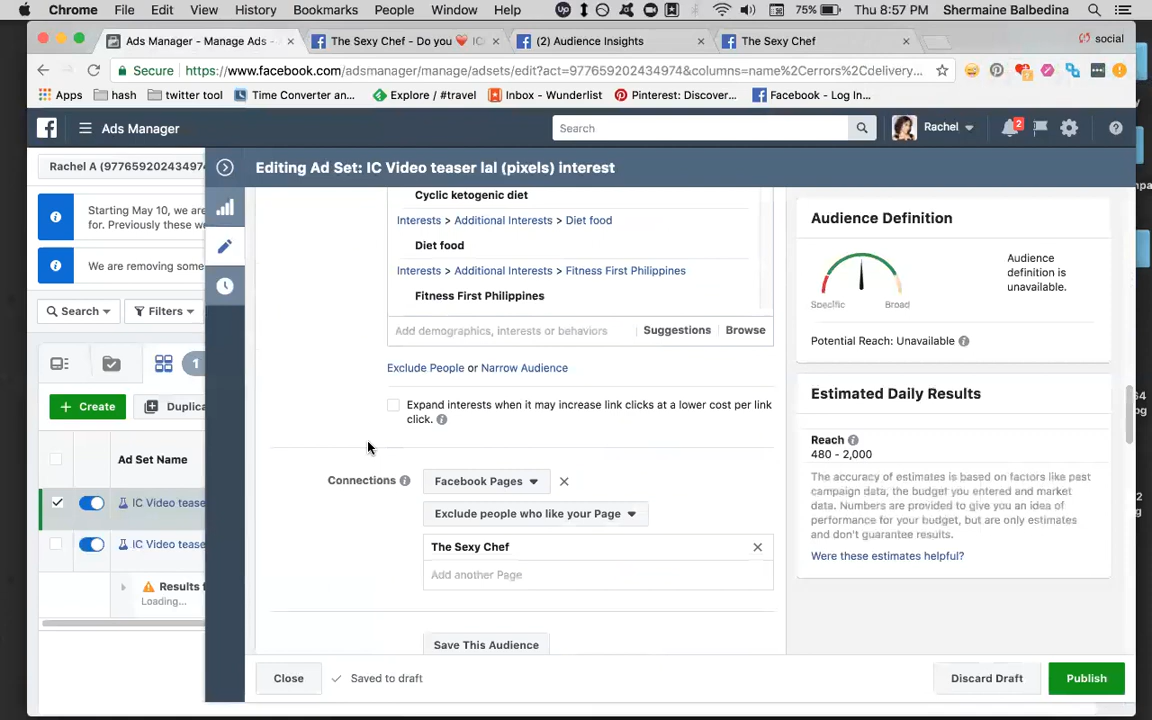 Chrome File Edit View History Bookmarks People Window Help 75% Thu 8:57 PM Shermaine Balbedina
Ads Manager - Manage Ads - The Sexy Chef - Do you ❤️ IC (2) Audience Insights The Sexy Chef social
Secure https://www.facebook.com/adsmanager/manage/adsets/edit?act=977659202434974&columns=name%2Cerrors%2Cdelivery...
Apps hash twitter tool Time Converter an... Explore / #travel Inbox - Wunderlist Pinterest: Discover... Facebook - Log In...
Ads Manager Search Rachel 2
Rachel A (9776592024349
Editing Ad Set: IC Video teaser lal (pixels) interest
Starting May 10, we are
for. Previously these w
We are removing some
Search Filters
1
+ Create Duplica
Ad Set Name
IC Video tease
IC Video tease
Results f
Loading...
Cyclic ketogenic diet
Interests > Additional Interests > Diet food
Diet food
Interests > Additional Interests > Fitness First Philippines
Fitness First Philippines
Add demographics, interests or behaviors Suggestions Browse
Exclude People or Narrow Audience
Expand interests when it may increase link clicks at a lower cost per link
click.
Connections Facebook Pages
Exclude people who like your Page
The Sexy Chef
Add another Page
Save This Audience
Close Saved to draft Discard Draft Publish
Audience Definition
Audience
definition is
unavailable.
Specific Broad
Potential Reach: Unavailable
Estimated Daily Results
Reach
480 - 2,000
The accuracy of estimates is based on factors like past
campaign data, the budget you entered and market
data. Numbers are provided to give you an idea of
performance for your budget, but are only estimates
and don't guarantee results.
Were these estimates helpful?